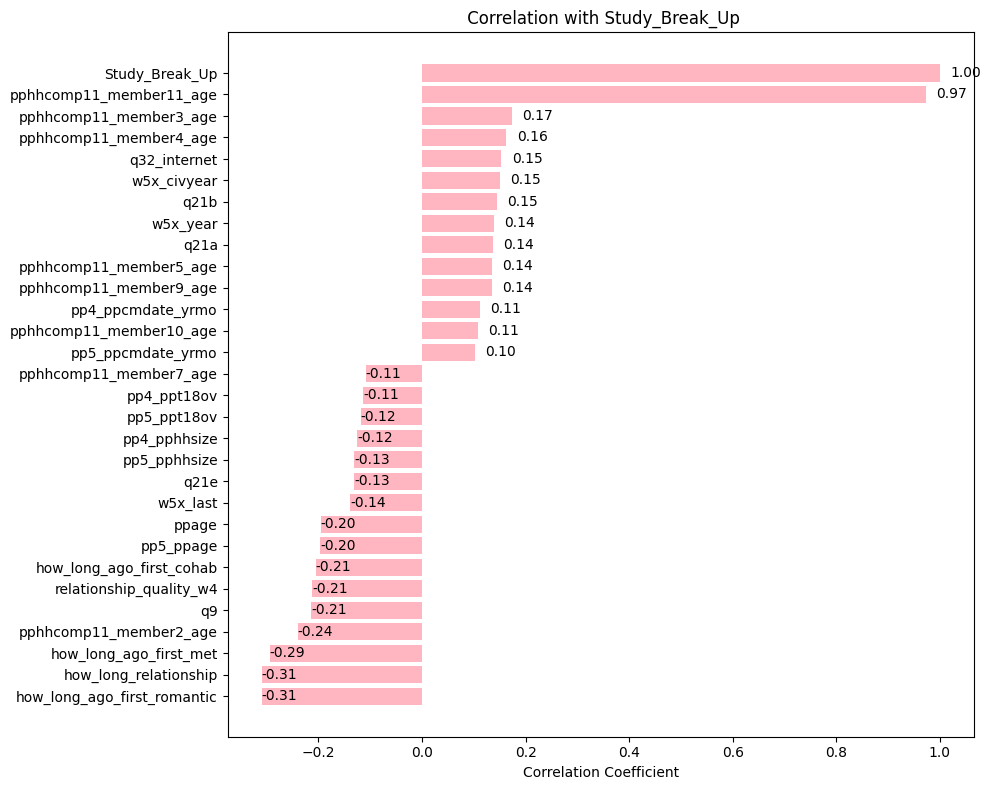 Correlation with Study_Break_Up
Study_Break_Up 1.00
pphhcomp11_member11_age 0.97
pphhcomp11_member3_age 0.17
pphhcomp11_member4_age 0.16
q32_internet 0.15
w5x_civyear 0.15
q21b 0.15
w5x_year 0.14
q21a 0.14
pphhcomp11_member5_age 0.14
pphhcomp11_member9_age 0.14
pp4_ppcmdate_yrmo 0.11
pphhcomp11_member10_age 0.11
pp5_ppcmdate_yrmo 0.10
pphhcomp11_member7_age -0.11
pp4_ppt18ov -0.11
pp5_ppt18ov -0.12
pp4_pphhsize -0.12
pp5_pphhsize -0.13
q21e -0.13
w5x_last -0.14
ppage -0.20
pp5_ppage -0.20
how_long_ago_first_cohab -0.21
relationship_quality_w4 -0.21
q9 -0.21
pphhcomp11_member2_age -0.24
how_long_ago_first_met -0.29
how_long_relationship -0.31
how_long_ago_first_romantic -0.31
−0.2 0.0 0.2 0.4 0.6 0.8 1.0
Correlation Coefficient